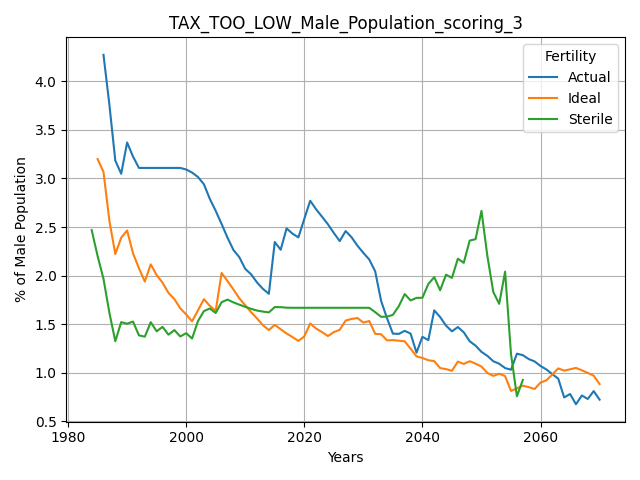 TAX_TOO_LOW_Male_Population_scoring_3
% of Male Population
4.0
3.5
3.0
2.5
2.0
1.5
1.0
0.5
Fertility
Actual
Ideal
Sterile
1980
2000
2020
2040
2060
Years